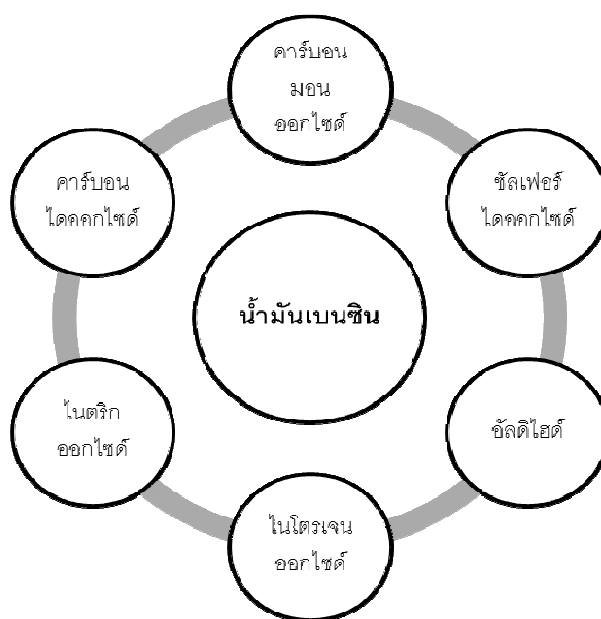 คาร์บอน
มอน
ออกไซด์
คาร์บอน
ไดออกไซด์
ซัลเฟอร์
ไดออกไซด์
น้ำมันเบนซิน
ไนตริก
ออกไซด์
อัลดิไฮด์
ไนโตรเจน
ออกไซด์